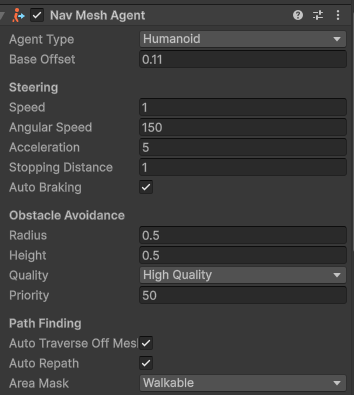 Nav Mesh Agent
Agent Type Humanoid
Base Offset 0.11
Steering
Speed 1
Angular Speed 150
Acceleration 5
Stopping Distance 1
Auto Braking
Obstacle Avoidance
Radius 0.5
Height 0.5
Quality High Quality
Priority 50
Path Finding
Auto Traverse Off Mesl
Auto Repath
Area Mask Walkable